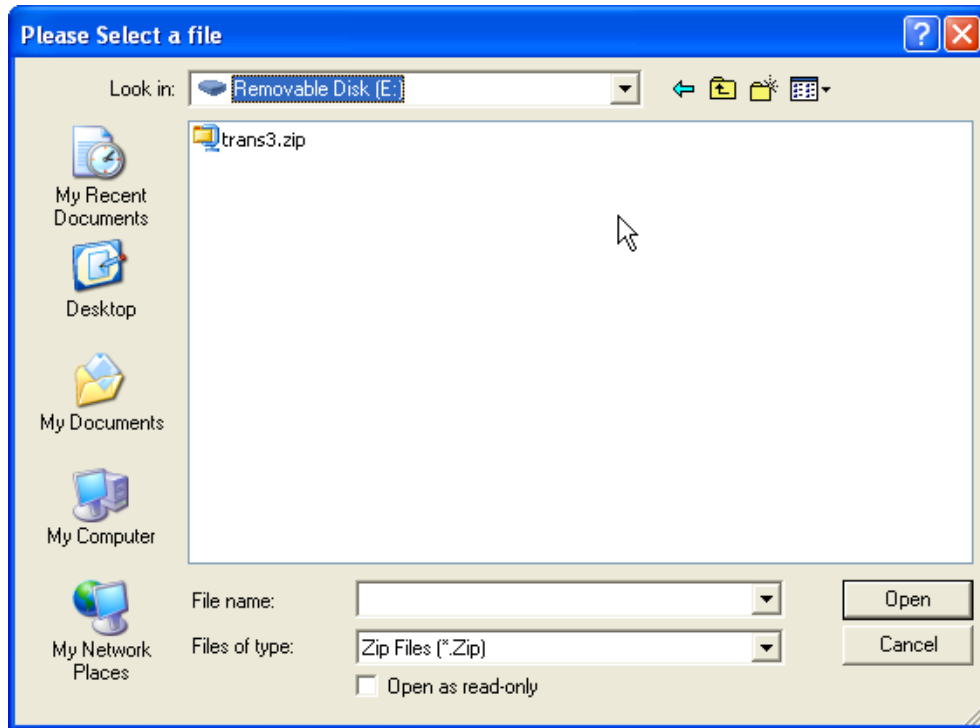 Please Select a file
Look in:
Removable Disk (E:)
trans3.zip
My Recent
Documents
Desktop
My Documents
My Computer
My Network
Places
File name:
Open
Files of type:
Zip Files (*.Zip)
Cancel
Open as read-only